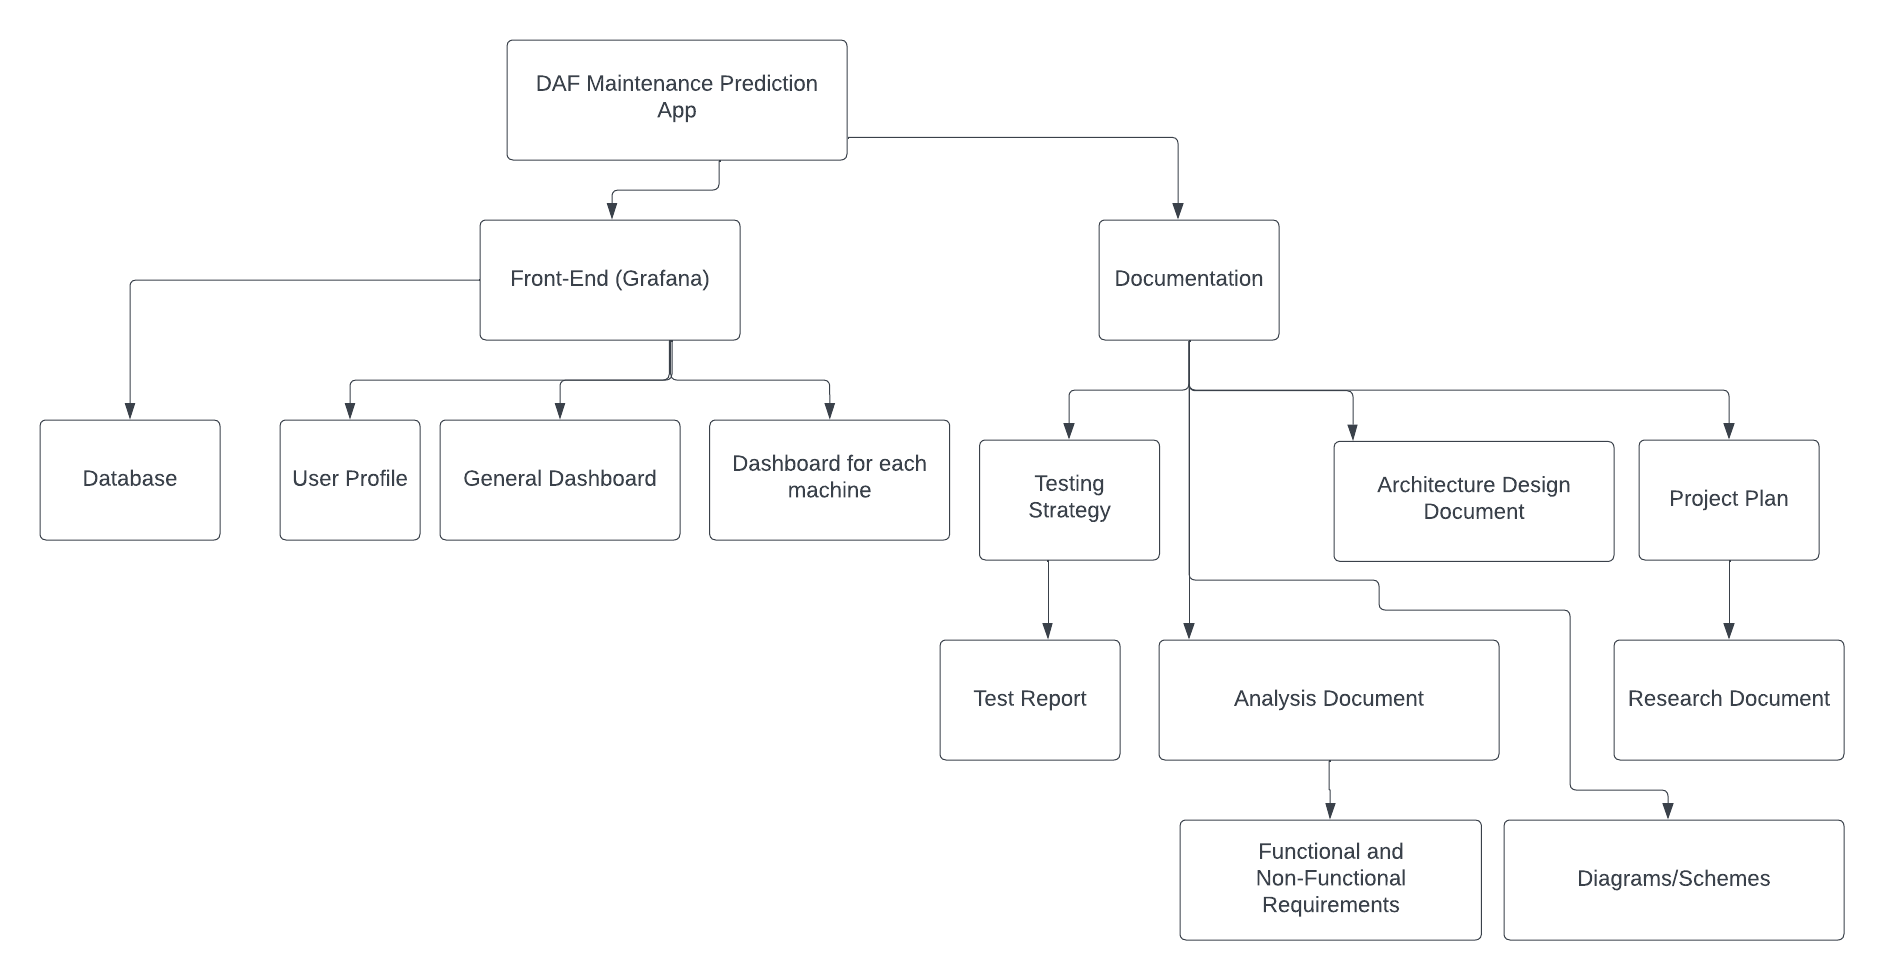 DAF Maintenance Prediction
App
Front-End (Grafana)
Documentation
Database
User Profile
General Dashboard
Dashboard for each
machine
Testing
Strategy
Architecture Design
Document
Project Plan
Test Report
Analysis Document
Research Document
Functional and
Non-Functional
Requirements
Diagrams/Schemes